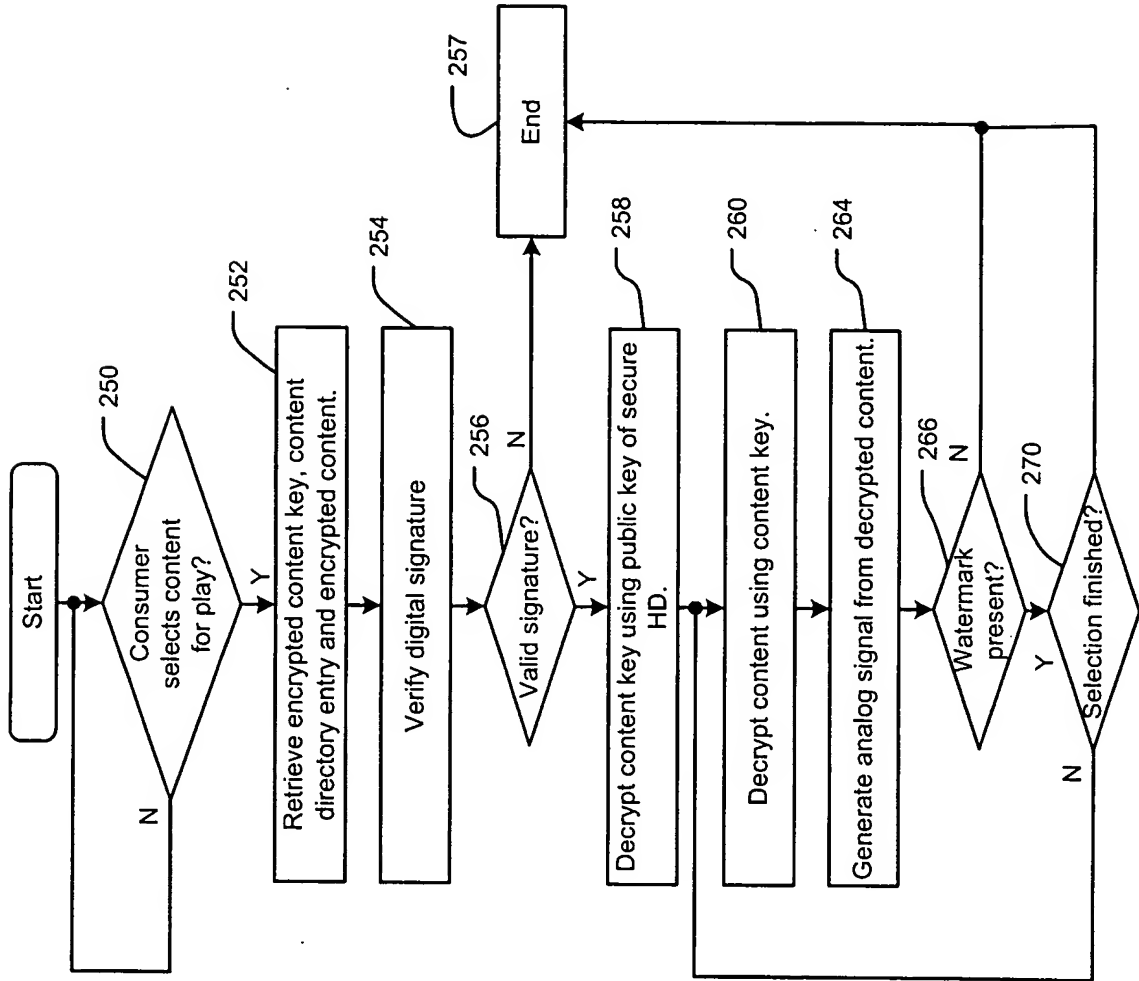 Start
Consumer
selects content
for play?
250
N
Y
Retrieve encrypted content key, content
directory entry and encrypted content.
252
Verify digital signature
254
Valid signature?
256
N
Y
End
257
Decrypt content key using public key of secure
HD.
258
Decrypt content using content key.
260
Generate analog signal from decrypted content.
264
Watermark
present?
266
N
Y
Selection finished?
270
N